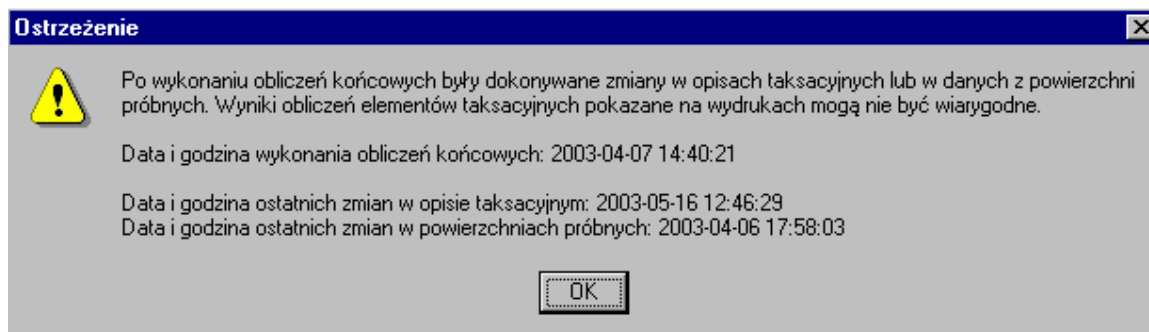 Ostrzeżenie
Po wykonaniu obliczeń końcowych były dokonywane zmiany w opisach taksacyjnych lub w danych z powierzchni
próbnych. Wyniki obliczeń elementów taksacyjnych pokazane na wydrukach mogą nie być wiarygodne.
Data i godzina wykonania obliczeń końcowych: 2003-04-07 14:40:21
Data i godzina ostatnich zmian w opisie taksacyjnym: 2003-05-16 12:46:29
Data i godzina ostatnich zmian w powierzchniach próbnych: 2003-04-06 17:58:03
OK